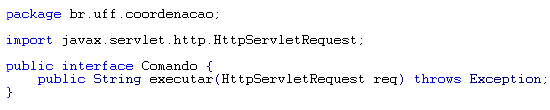 package br.uff.coordenacao;
import javax.servlet.http.HttpServletRequest;
public interface Comando {
    public String executar(HttpServletRequest req) throws Exception;
}